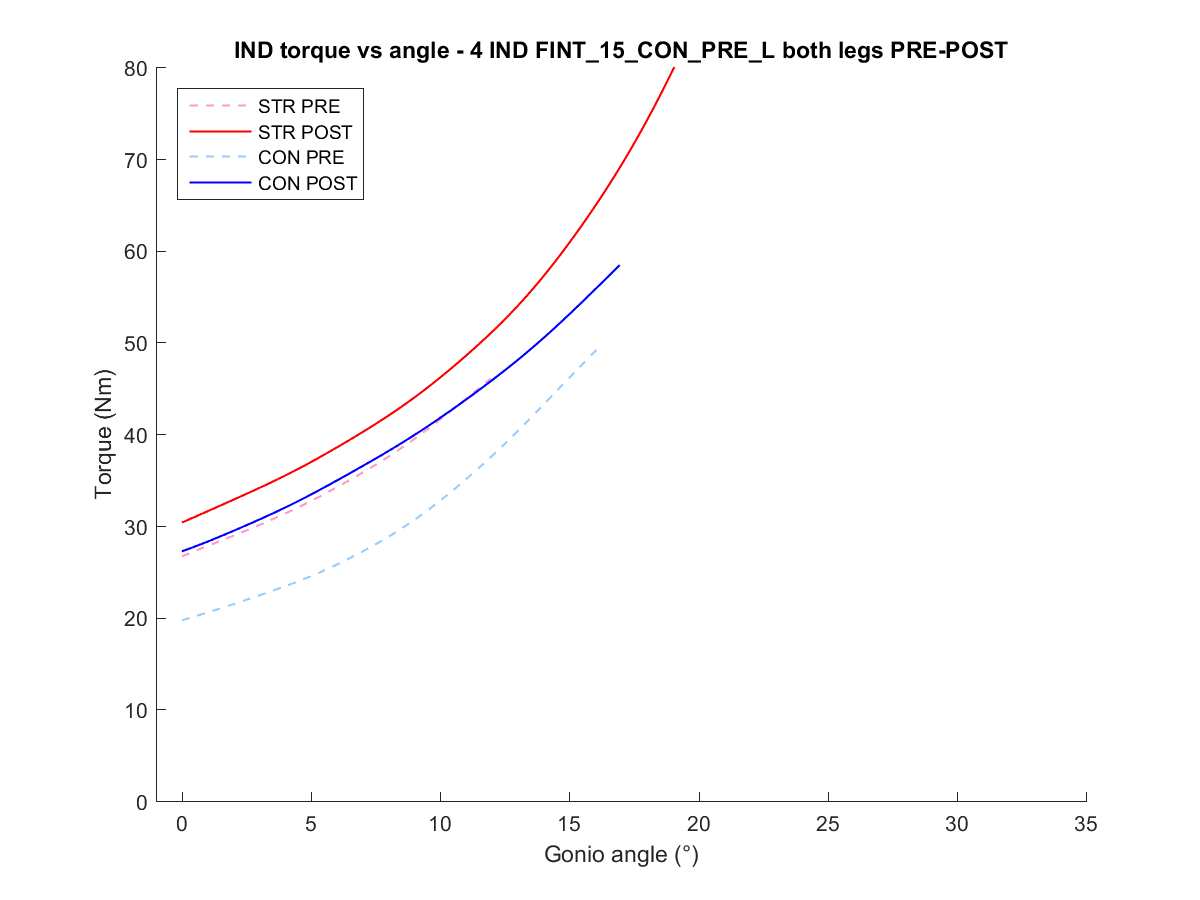 IND torque vs angle - 4 IND FINT_15_CON_PRE_L both legs PRE-POST
80
70
60
50
40
30
20
10
0
STR PRE
STR POST
CON PRE
CON POST
Torque (Nm)
0 5 10 15 20 25 30 35
Gonio angle (°)